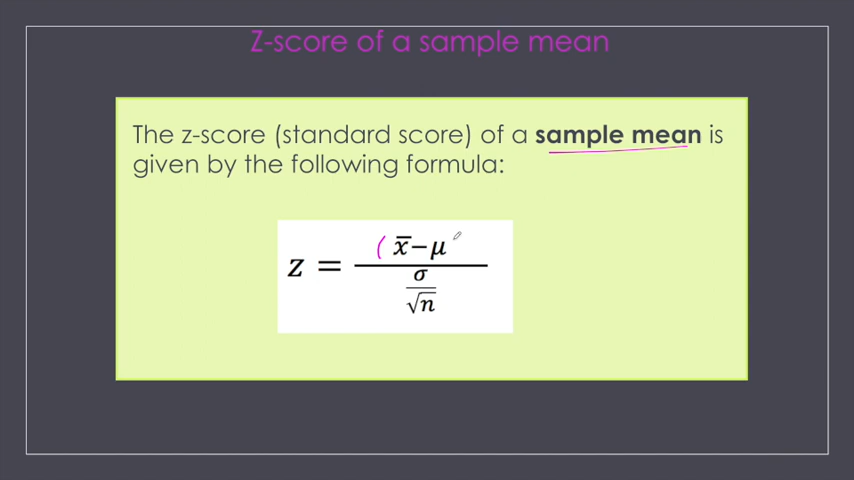 Z-score of a sample mean
The z-score (standard score) of a sample mean is
given by the following formula:
z = ( x̄−μ
σ
√n